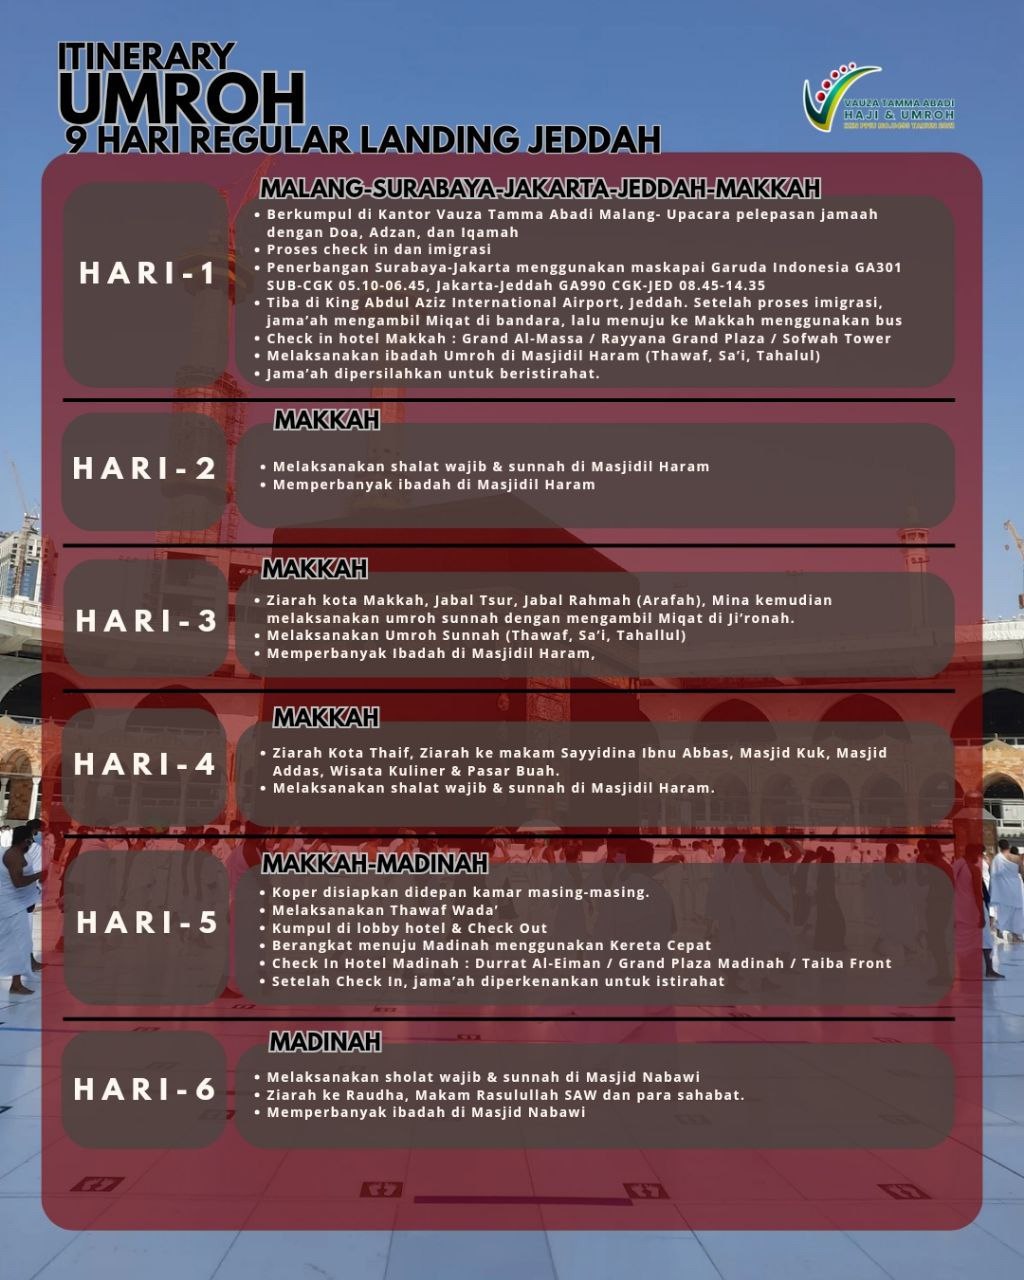 ITINERARY
UMROH
9 HARI REGULAR LANDING JEDDAH
VAUZA TAMMA ABADI
HAJI & UMROH
HARI-1
MALANG-SURABAYA-JAKARTA-JEDDAH-MAKKAH
• Berkumpul di Kantor Vauza Tamma Abadi Malang- Upacara pelepasan jamaah
dengan Doa, Adzan, dan Iqamah
• Proses check in dan imigrasi
• Penerbangan Surabaya-Jakarta menggunakan maskapai Garuda Indonesia GA301
SUB-CGK 05.10-06.45, Jakarta-Jeddah GA990 CGK-JED 08.45-14.35
• Tiba di King Abdul Aziz International Airport, Jeddah. Setelah proses imigrasi,
jama’ah mengambil Miqat di bandara, lalu menuju ke Makkah menggunakan bus
• Check in hotel Makkah : Grand Al-Massa / Rayyana Grand Plaza / Sofwah Tower
• Melaksanakan ibadah Umroh di Masjidil Haram (Thawaf, Sa’i, Tahalul)
• Jama’ah dipersilahkan untuk beristirahat.
HARI-2
MAKKAH
• Melaksanakan shalat wajib & sunnah di Masjidil Haram
• Memperbanyak ibadah di Masjidil Haram
HARI-3
MAKKAH
• Ziarah kota Makkah, Jabal Tsur, Jabal Rahmah (Arafah), Mina kemudian
melaksanakan umroh sunnah dengan mengambil Miqat di Ji’ronah.
• Melaksanakan Umroh Sunnah (Thawaf, Sa’i, Tahallul)
• Memperbanyak Ibadah di Masjidil Haram,
HARI-4
MAKKAH
• Ziarah Kota Thaif, Ziarah ke makam Sayyidina Ibnu Abbas, Masjid Kuk, Masjid
Addas, Wisata Kuliner & Pasar Buah.
• Melaksanakan shalat wajib & sunnah di Masjidil Haram.
HARI-5
MAKKAH-MADINAH
• Koper disiapkan didepan kamar masing-masing.
• Melaksanakan Thawaf Wada’
• Kumpul di lobby hotel & Check Out
• Berangkat menuju Madinah menggunakan Kereta Cepat
• Check In Hotel Madinah : Durrat Al-Eiman / Grand Plaza Madinah / Taiba Front
• Setelah Check In, jama’ah diperkenankan untuk istirahat
HARI-6
MADINAH
• Melaksanakan sholat wajib & sunnah di Masjid Nabawi
• Ziarah ke Raudha, Makam Rasulullah SAW dan para sahabat.
• Memperbanyak ibadah di Masjid Nabawi